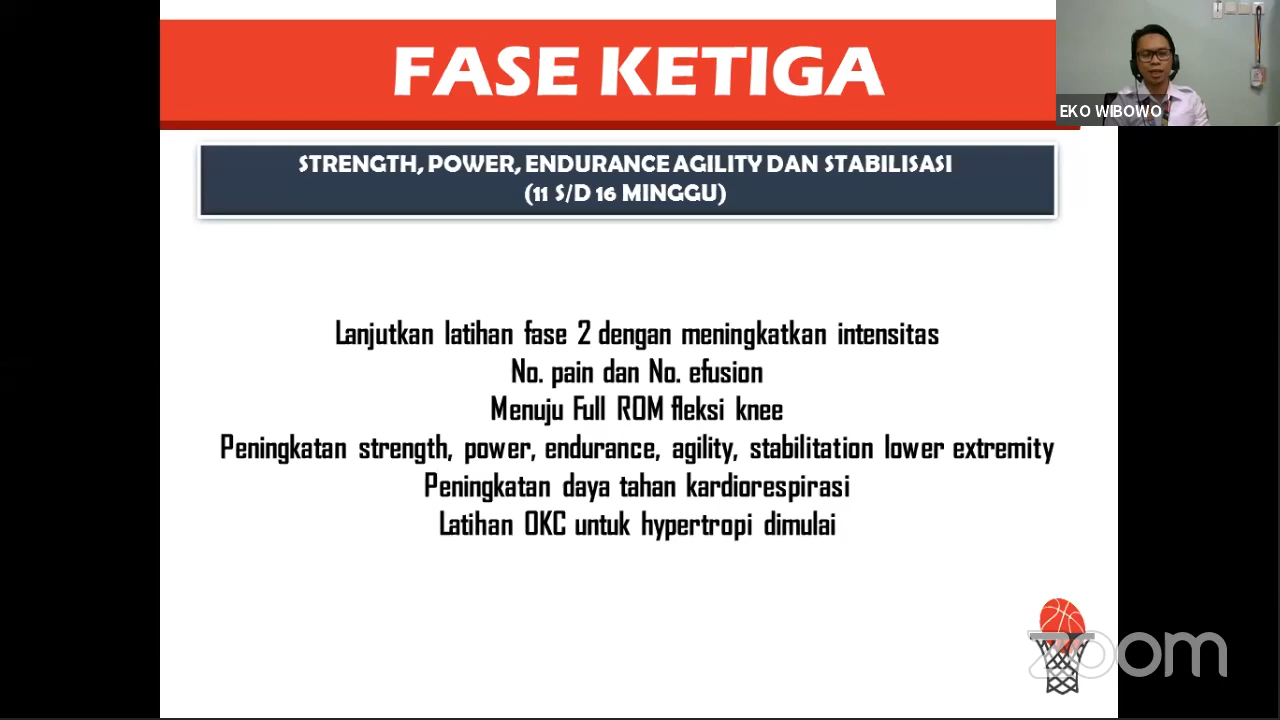 FASE KETIGA
EKO WIBOWO
STRENGTH, POWER, ENDURANCE AGILITY DAN STABILISASI
(11 S/D 16 MINGGU)
Lanjutkan latihan fase 2 dengan meningkatkan intensitas
No. pain dan No. efusion
Menuju Full ROM fleksi knee
Peningkatan strength, power, endurance, agility, stabilitation lower extremity
Peningkatan daya tahan kardiorespirasi
Latihan OKC untuk hypertropi dimulai
zoom